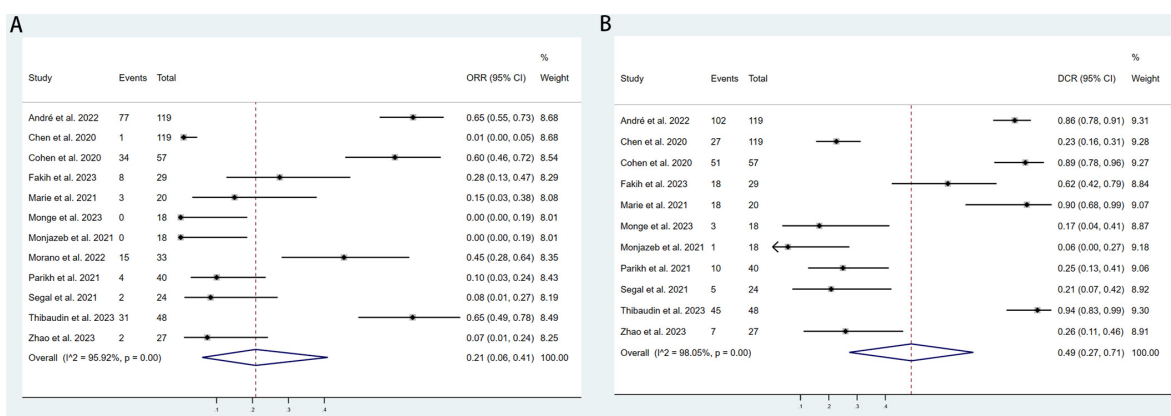 A
%
Study Events Total ORR (95% CI) Weight
André et al. 2022 77 119 0.65 (0.55, 0.73) 8.68
Chen et al. 2020 1 119 0.01 (0.00, 0.05) 8.68
Cohen et al. 2020 34 57 0.60 (0.46, 0.72) 8.54
Fakih et al. 2023 8 29 0.28 (0.13, 0.47) 8.29
Marie et al. 2021 3 20 0.15 (0.03, 0.38) 8.08
Monge et al. 2023 0 18 0.00 (0.00, 0.19) 8.01
Monjazeb et al. 2021 0 18 0.00 (0.00, 0.19) 8.01
Morano et al. 2022 15 33 0.45 (0.28, 0.64) 8.35
Parikh et al. 2021 4 40 0.10 (0.03, 0.24) 8.43
Segal et al. 2021 2 24 0.08 (0.01, 0.27) 8.19
Thibaudin et al. 2023 31 48 0.65 (0.49, 0.78) 8.49
Zhao et al. 2023 2 27 0.07 (0.01, 0.24) 8.25
Overall (I^2 = 95.92%, p = 0.00) 0.21 (0.06, 0.41) 100.00
.1 .2 .3 .4
B
%
Study Events Total DCR (95% CI) Weight
André et al. 2022 102 119 0.86 (0.78, 0.91) 9.31
Chen et al. 2020 27 119 0.23 (0.16, 0.31) 9.28
Cohen et al. 2020 51 57 0.89 (0.78, 0.96) 9.27
Fakih et al. 2023 18 29 0.62 (0.42, 0.79) 8.84
Marie et al. 2021 18 20 0.90 (0.68, 0.99) 9.07
Monge et al. 2023 3 18 0.17 (0.04, 0.41) 8.87
Monjazeb et al. 2021 1 18 0.06 (0.00, 0.27) 9.18
Parikh et al. 2021 10 40 0.25 (0.13, 0.41) 9.06
Segal et al. 2021 5 24 0.21 (0.07, 0.42) 8.92
Thibaudin et al. 2023 45 48 0.94 (0.83, 0.99) 9.30
Zhao et al. 2023 7 27 0.26 (0.11, 0.46) 8.91
Overall (I^2 = 98.05%, p = 0.00) 0.49 (0.27, 0.71) 100.00
.1 .2 .3 .4